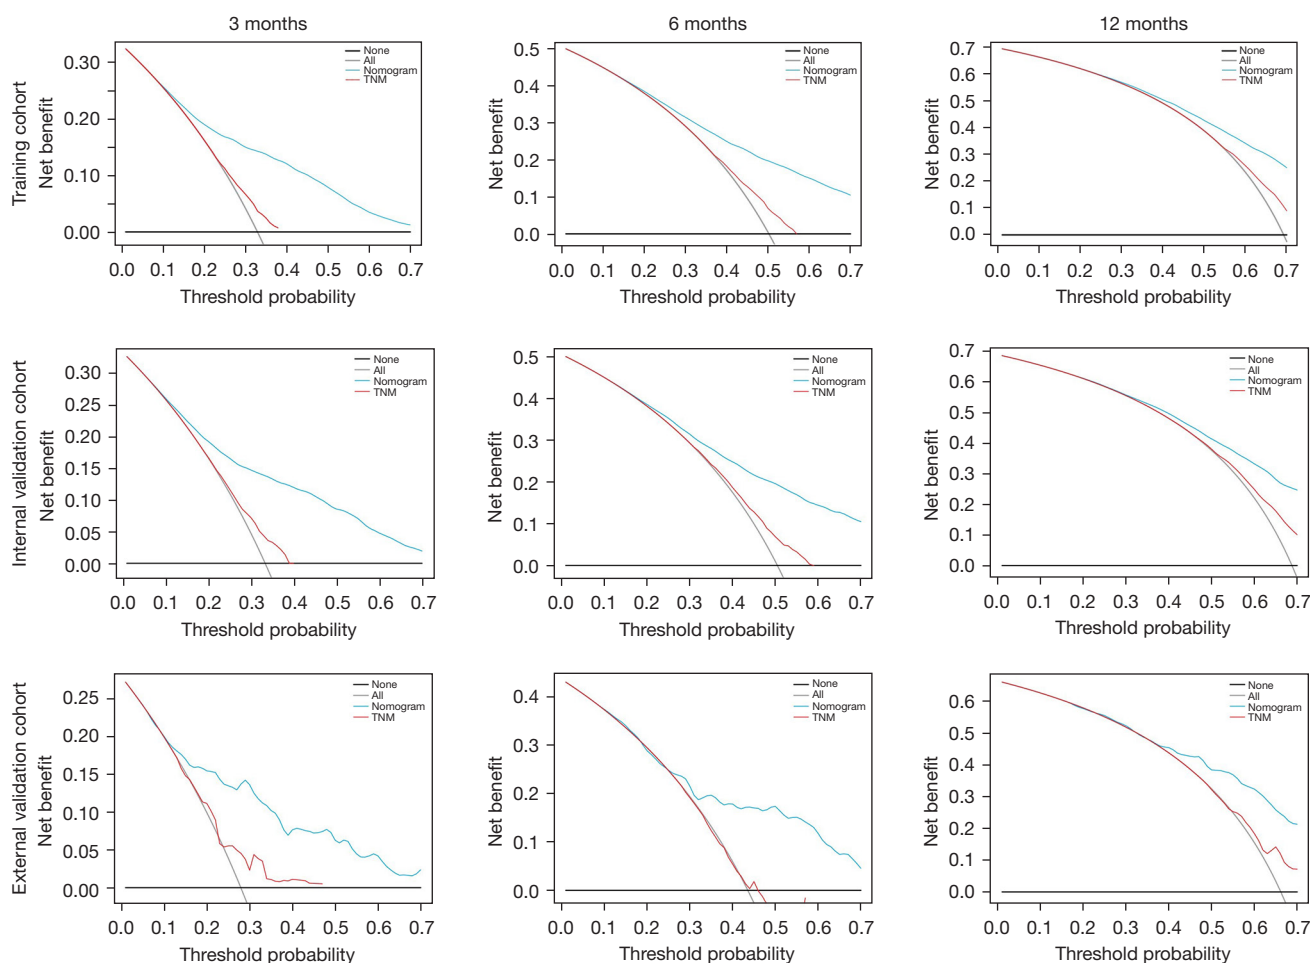 3 months
6 months
12 months
Training cohort
Net benefit
0.30
0.20
0.10
0.00
None
All
Nomogram
TNM
0.0 0.1 0.2 0.3 0.4 0.5 0.6 0.7
Threshold probability
Net benefit
0.5
0.4
0.3
0.2
0.1
0.0
None
All
Nomogram
TNM
0.0 0.1 0.2 0.3 0.4 0.5 0.6 0.7
Threshold probability
Net benefit
0.7
0.6
0.5
0.4
0.3
0.2
0.1
0.0
None
All
Nomogram
TNM
0.0 0.1 0.2 0.3 0.4 0.5 0.6 0.7
Threshold probability
Internal validation cohort
Net benefit
0.30
0.25
0.20
0.15
0.10
0.05
0.00
None
All
Nomogram
TNM
0.0 0.1 0.2 0.3 0.4 0.5 0.6 0.7
Threshold probability
Net benefit
0.5
0.4
0.3
0.2
0.1
0.0
None
All
Nomogram
TNM
0.0 0.1 0.2 0.3 0.4 0.5 0.6 0.7
Threshold probability
Net benefit
0.7
0.6
0.5
0.4
0.3
0.2
0.1
0.0
None
All
Nomogram
TNM
0.0 0.1 0.2 0.3 0.4 0.5 0.6 0.7
Threshold probability
External validation cohort
Net benefit
0.25
0.20
0.15
0.10
0.05
0.00
None
All
Nomogram
TNM
0.0 0.1 0.2 0.3 0.4 0.5 0.6 0.7
Threshold probability
Net benefit
0.4
0.3
0.2
0.1
0.0
None
All
Nomogram
TNM
0.0 0.1 0.2 0.3 0.4 0.5 0.6 0.7
Threshold probability
Net benefit
0.6
0.5
0.4
0.3
0.2
0.1
0.0
None
All
Nomogram
TNM
0.0 0.1 0.2 0.3 0.4 0.5 0.6 0.7
Threshold probability